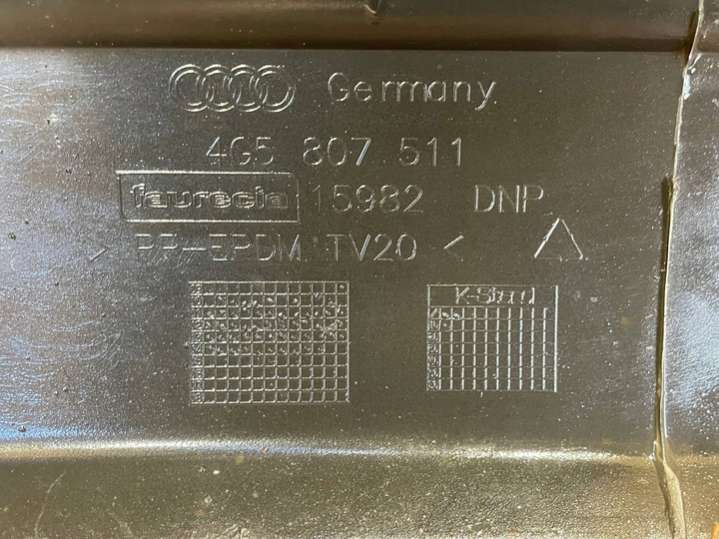 Germany
4G5 807 511
faurecia 15982 DNP
> PP-EPDM TV20 <
K-Stand